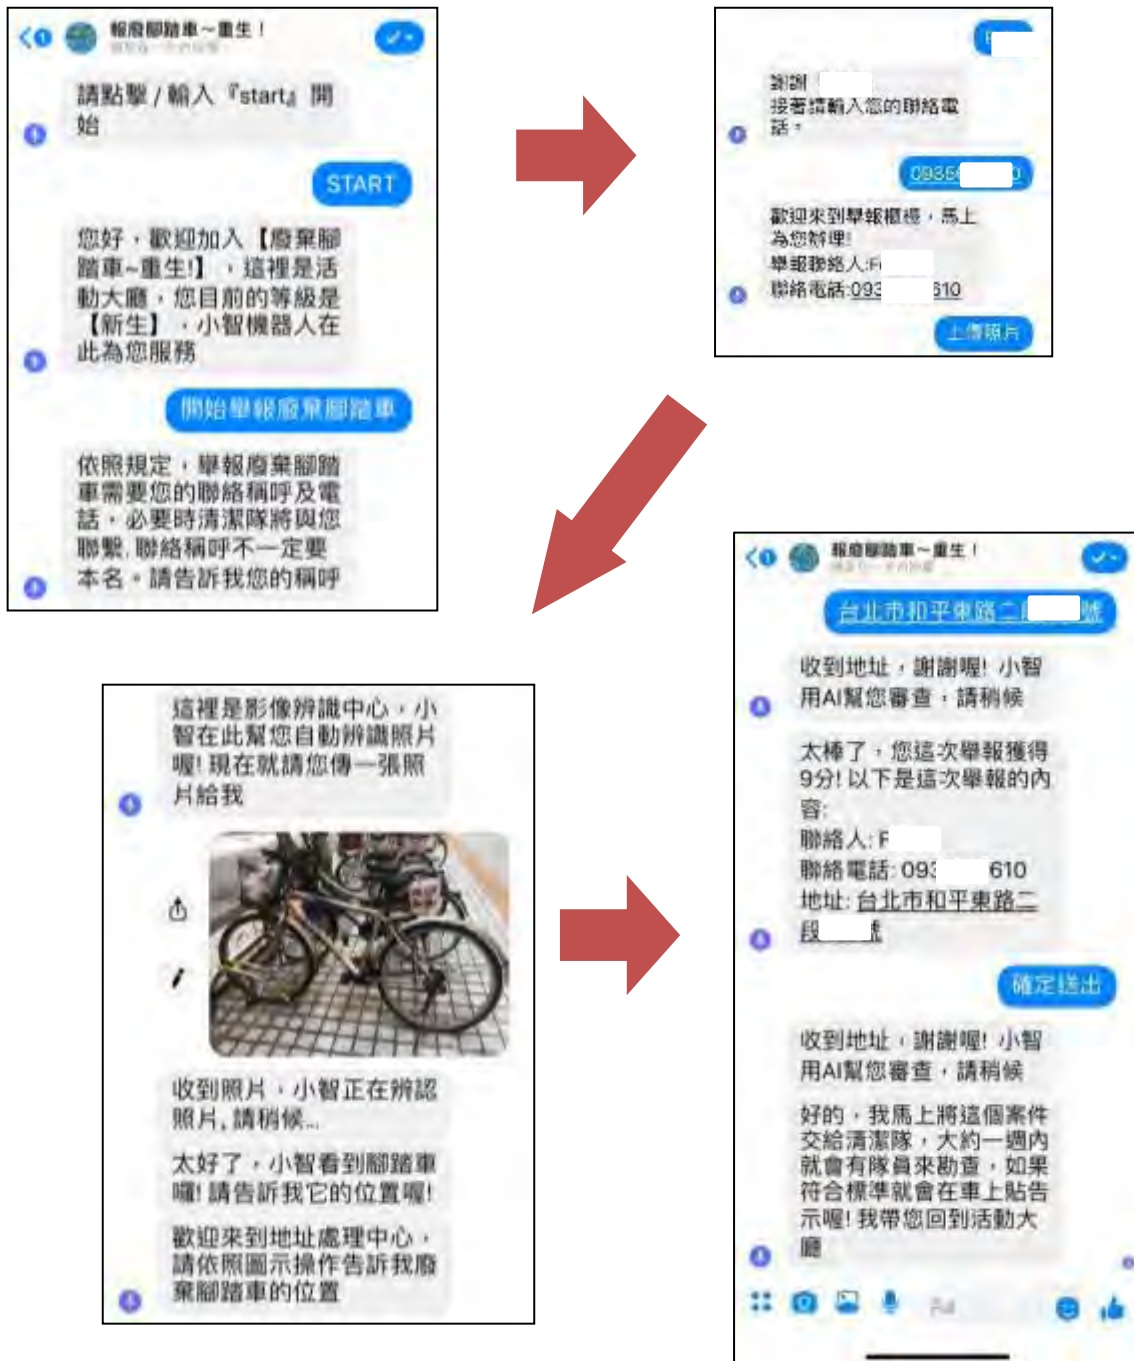 報廢腳踏車～重生！
請點擊 / 輸入『start』開
始
START
您好，歡迎加入【廢棄腳
踏車~重生!】，這裡是活
動大廳，您目前的等級是
【新生】，小智機器人在
此為您服務
開始舉報廢棄腳踏車
依照規定，舉報廢棄腳踏
車需要您的聯絡稱呼及電
話，必要時清潔隊將與您
聯繫, 聯絡稱呼不一定要
本名。請告訴我您的稱呼
謝謝
接著請輸入您的聯絡電
話。
0935
歡迎來到舉報櫃檯，馬上
為您辦理!
舉報聯絡人:F
聯絡電話:093 610
上傳照片
這裡是影像辨識中心，小
智在此幫您自動辨識照片
喔! 現在就請您傳一張照
片給我
收到照片，小智正在辨認
照片, 請稍候...
太好了，小智看到腳踏車
囉! 請告訴我它的位置喔!
歡迎來到地址處理中心，
請依照圖示操作告訴我廢
棄腳踏車的位置
報廢腳踏車～重生！
台北市和平東路二 號
收到地址，謝謝喔! 小智
用AI幫您審查，請稍候
太棒了，您這次舉報獲得
9分! 以下是這次舉報的內
容:
聯絡人: F
聯絡電話: 093 610
地址: 台北市和平東路二
段 號
確定送出
收到地址，謝謝喔! 小智
用AI幫您審查，請稍候
好的，我馬上將這個案件
交給清潔隊，大約一週內
就會有隊員來勘查，如果
符合標準就會在車上貼告
示喔! 我帶您回到活動大
廳
Aa